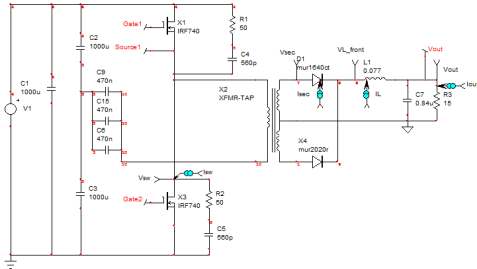 Gate1
X1
IRF740
R1
50
Source1
C2
1000u
C4
560p
Vsec
D1
mur1640ct
VL_front
L1
0.077
Vout
Vout
C1
1000u
C9
470n
C15
470n
C6
470n
X2
XFMR-TAP
Isec
IL
C7
0.84u
R3
15
Iou
V1
X4
mur2020r
C3
1000u
Vsw
Isw
Gate2
X3
IRF740
R2
50
C5
560p